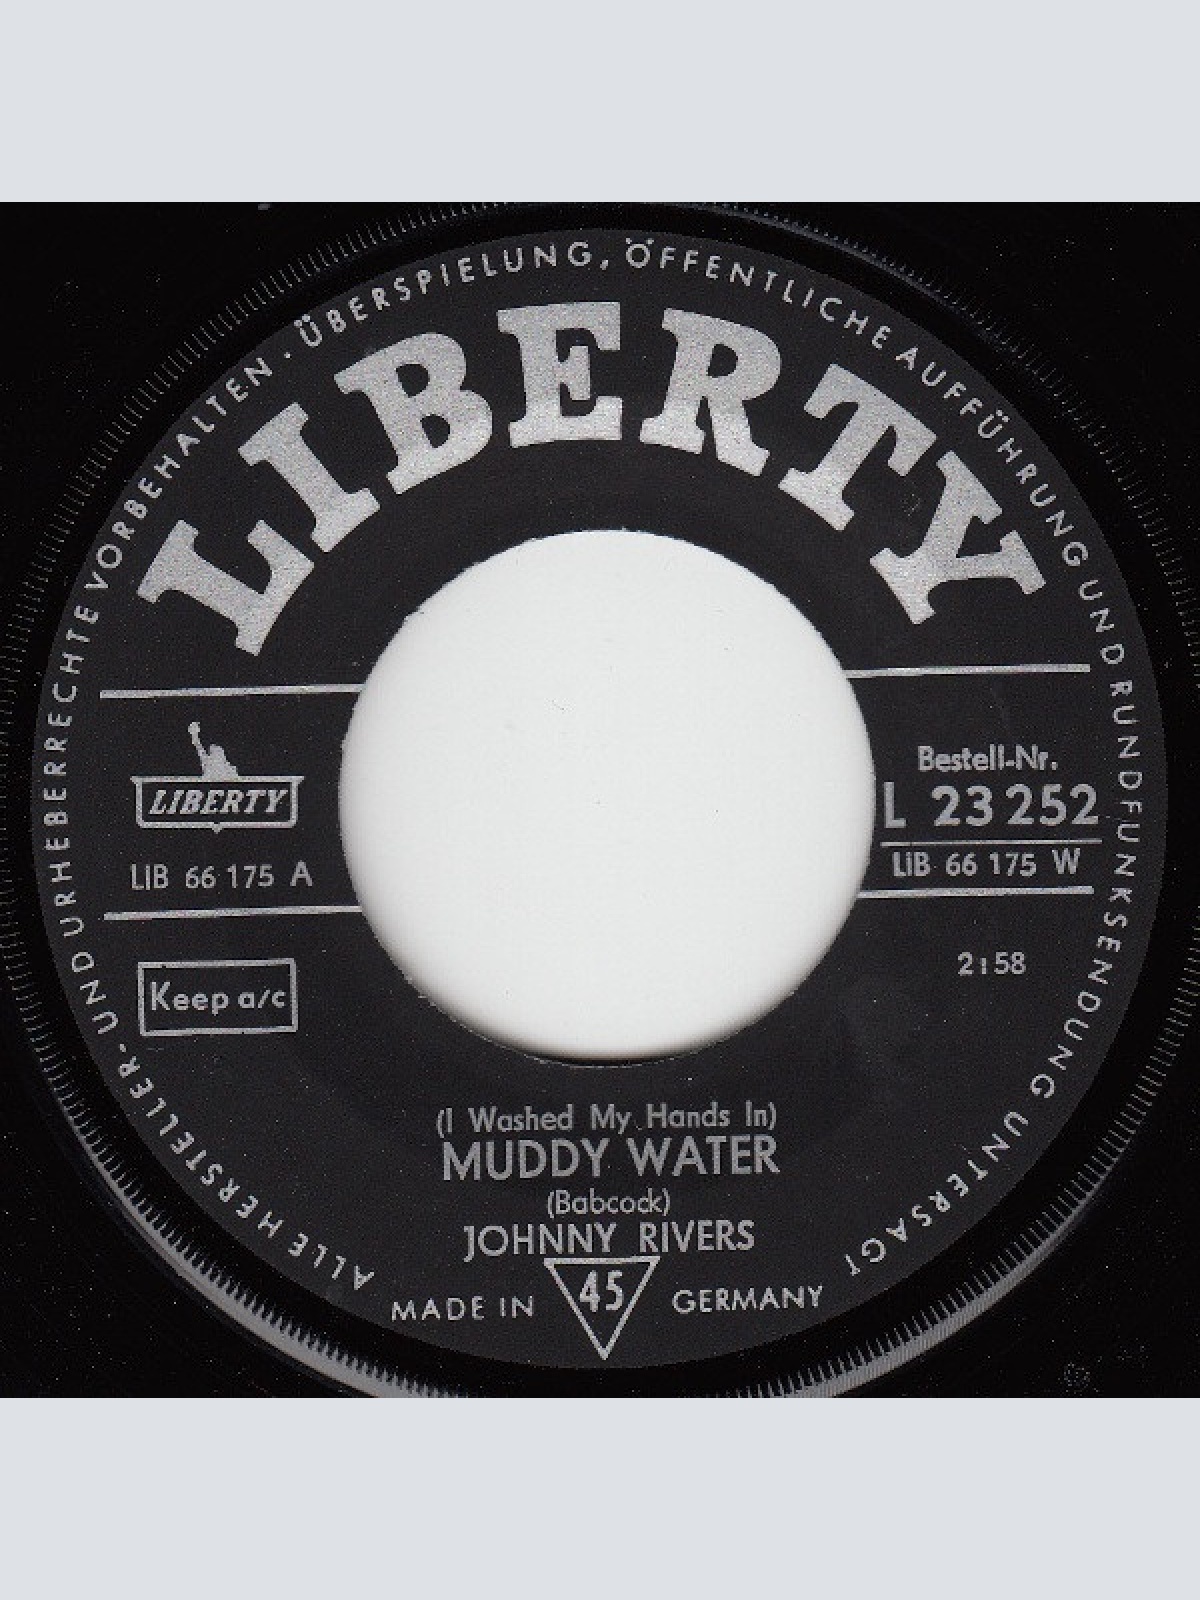 ALLE HERSTELLER- UND URHEBERRECHTE VORBEHALTEN · ÜBERSPIELUNG, ÖFFENTLICHE AUFFÜHRUNG UND RUNDFUNKSENDUNG UNTERSAGT
LIBERTY
LIBERTY
LIB 66 175 A
Bestell-Nr.
L 23 252
LIB 66 175 W
Keep a/c
2:58
(I Washed My Hands In)
MUDDY WATER
(Babcock)
JOHNNY RIVERS
MADE IN 45 GERMANY